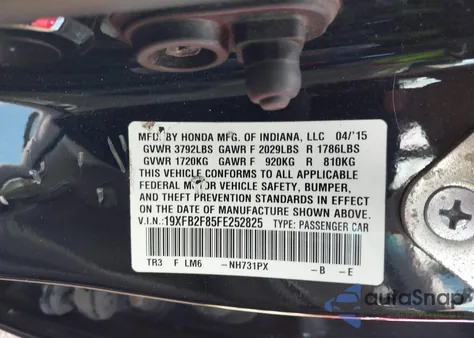 MFD. BY HONDA MFG. OF INDIANA, LLC 04/'15
GVWR 3792LBS GAWR F 2029LBS R 1786LBS
GVWR 1720KG GAWR F 920KG R 810KG
THIS VEHICLE CONFORMS TO ALL APPLICABLE
FEDERAL MOTOR VEHICLE SAFETY, BUMPER,
AND THEFT PREVENTION STANDARDS IN EFFECT
ON THE DATE OF MANUFACTURE SHOWN ABOVE.
V.I.N.: 19XFB2F85FE252825 TYPE: PASSENGER CAR
TR3 F LM6 -NH731PX -B -E
autoSnap